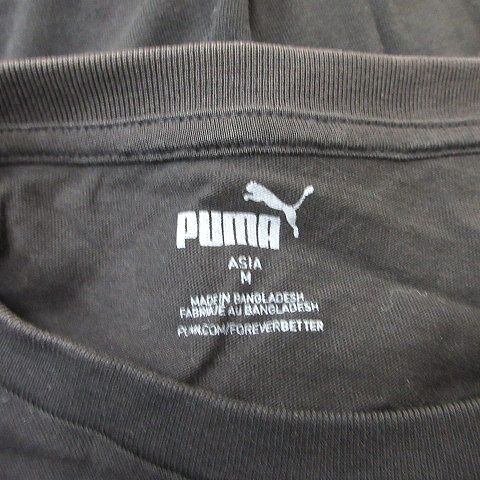 PUMA
ASIA
M
MADE IN BANGLADESH
FABRIQUÉ AU BANGLADESH
PUMA.COM/FOREVERBETTER